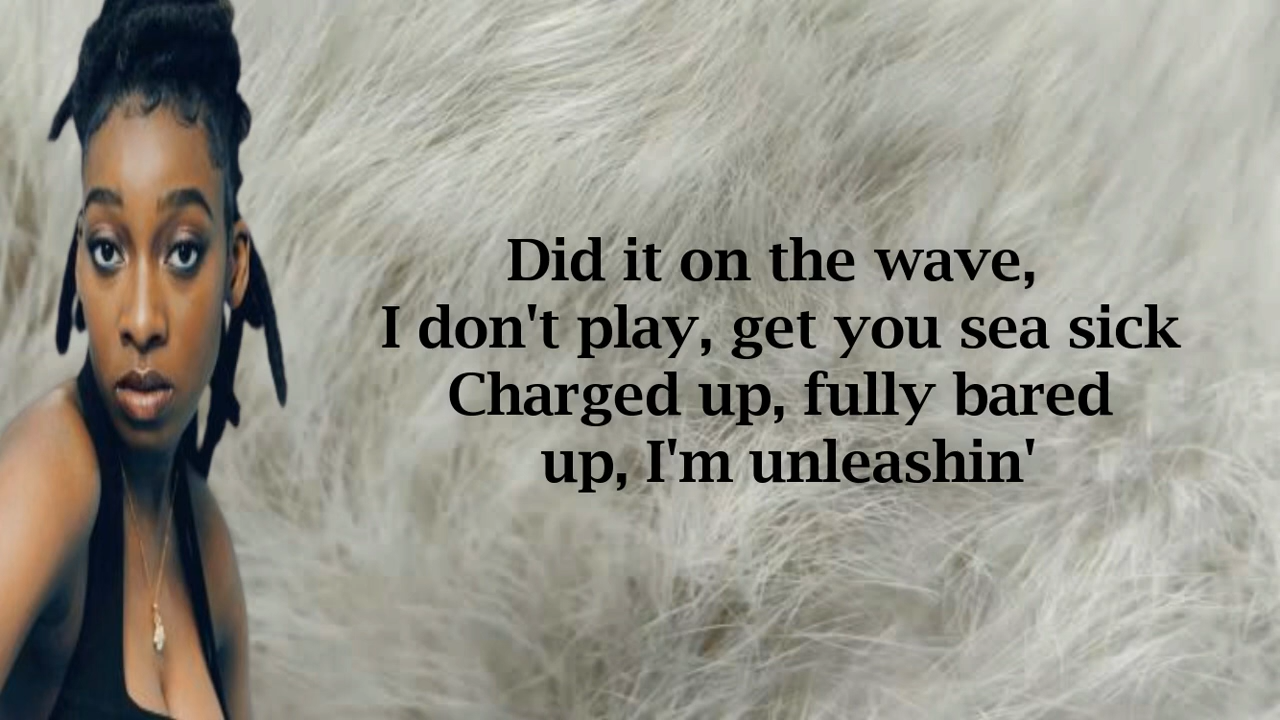 Did it on the wave,
I don't play, get you sea sick
Charged up, fully bared
up, I'm unleashin'